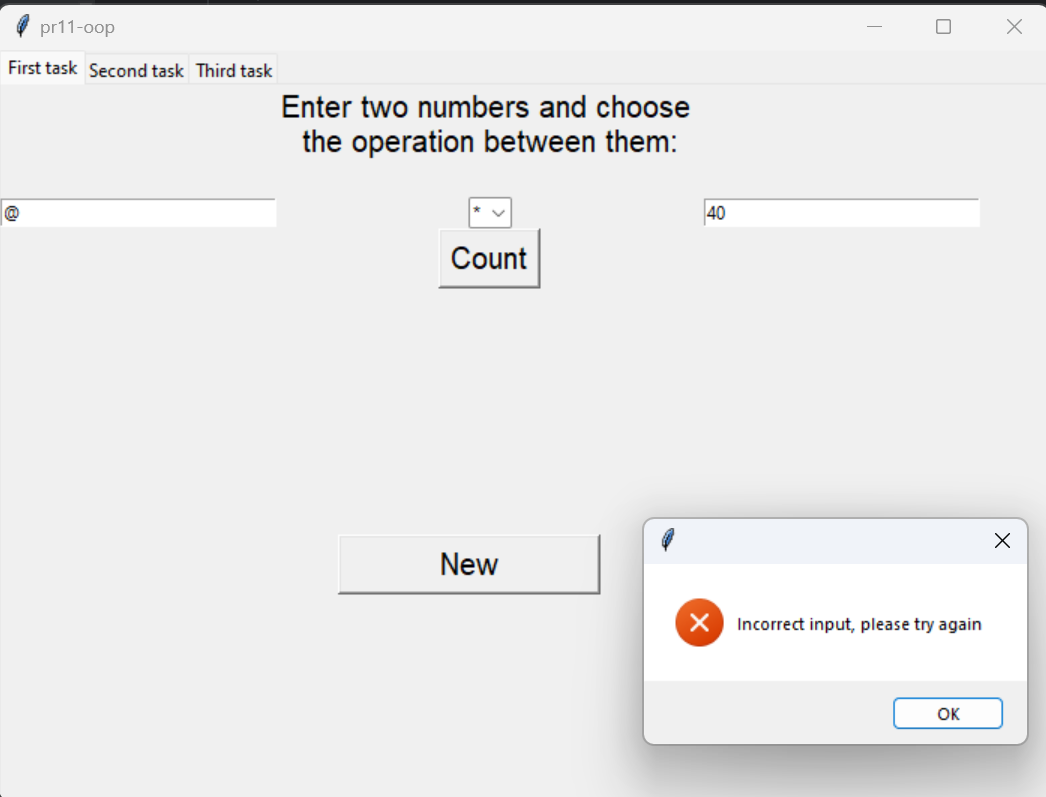 pr11-oop
First task Second task Third task
Enter two numbers and choose
the operation between them:
@ * 40
Count
New
Incorrect input, please try again
OK